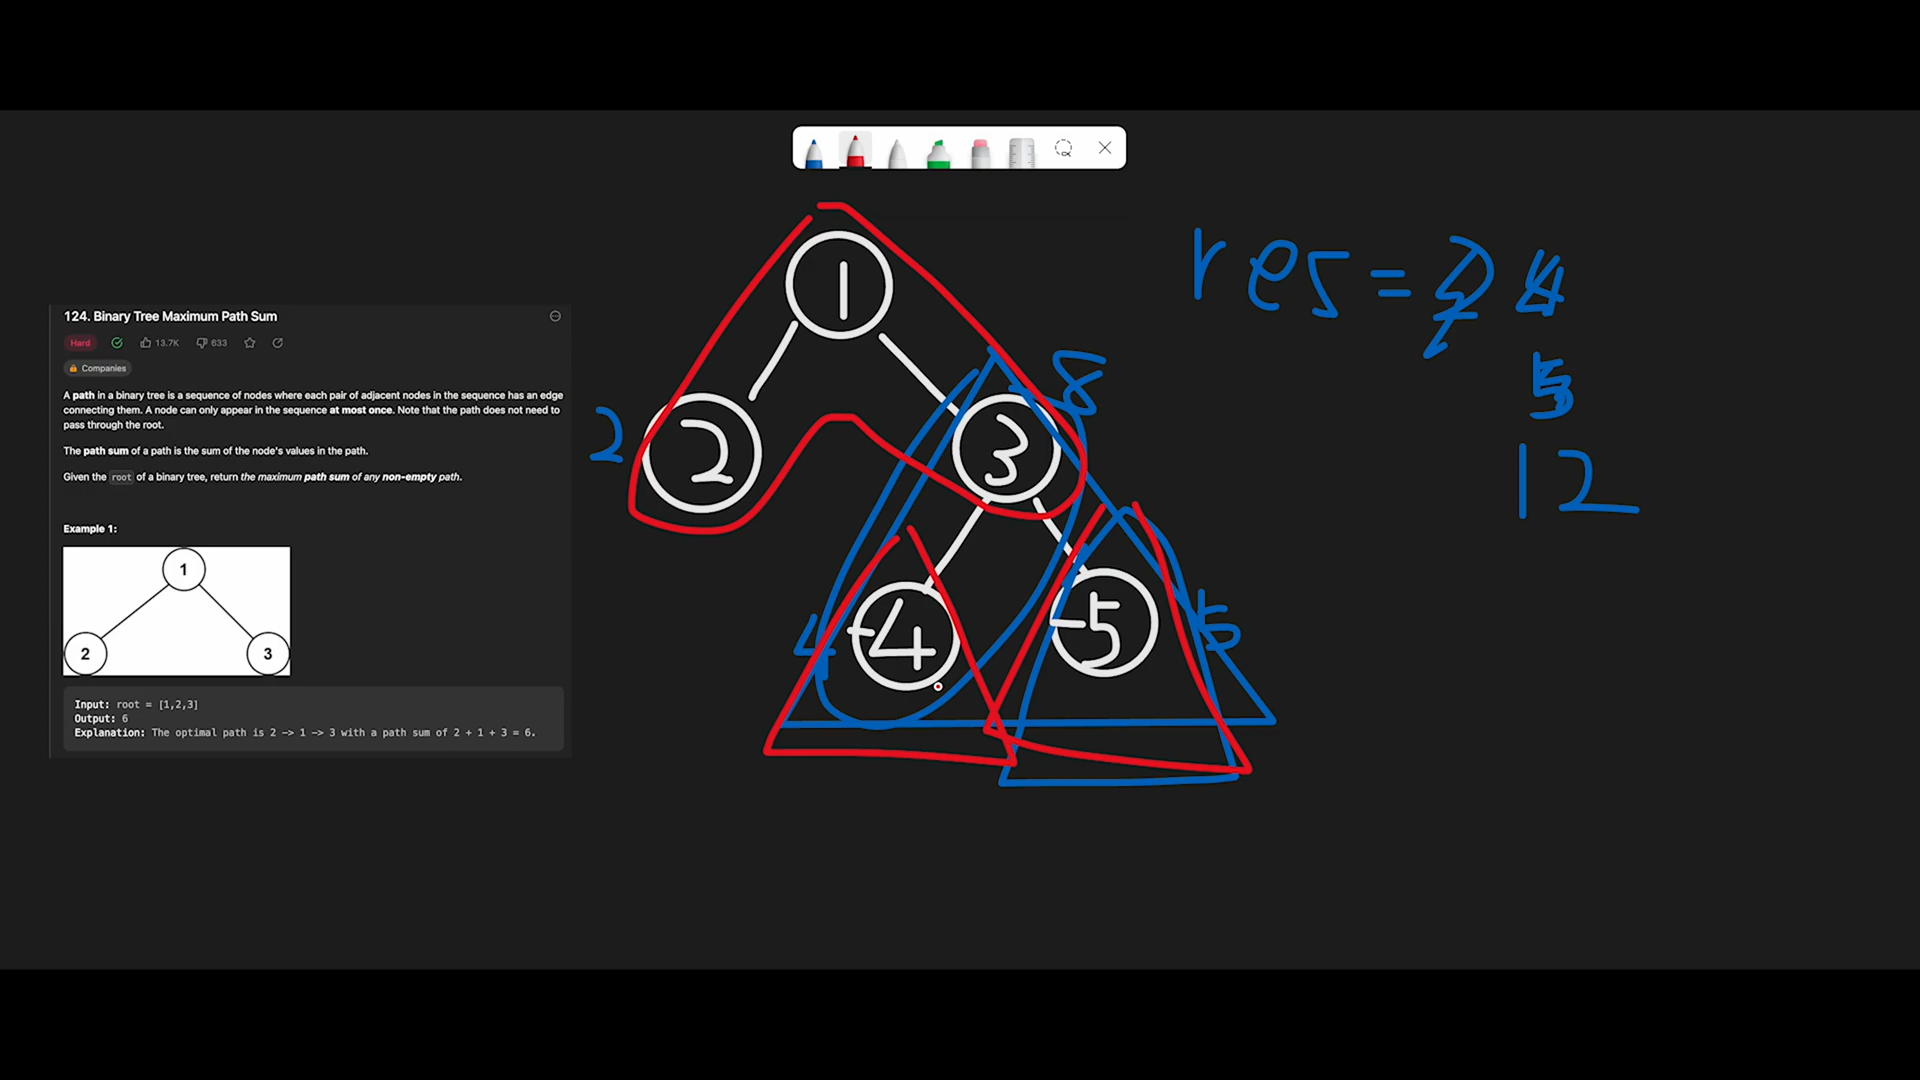 124. Binary Tree Maximum Path Sum
Hard 13.7K 633
Companies
A path in a binary tree is a sequence of nodes where each pair of adjacent nodes in the sequence has an edge
connecting them. A node can only appear in the sequence at most once. Note that the path does not need to
pass through the root.
The path sum of a path is the sum of the node's values in the path.
Given the root of a binary tree, return the maximum path sum of any non-empty path.
Example 1:
1
2 3
Input: root = [1,2,3]
Output: 6
Explanation: The optimal path is 2 -> 1 -> 3 with a path sum of 2 + 1 + 3 = 6.
1
2 2 3 8
4 -4 -5 5
res = 2 4
5
12